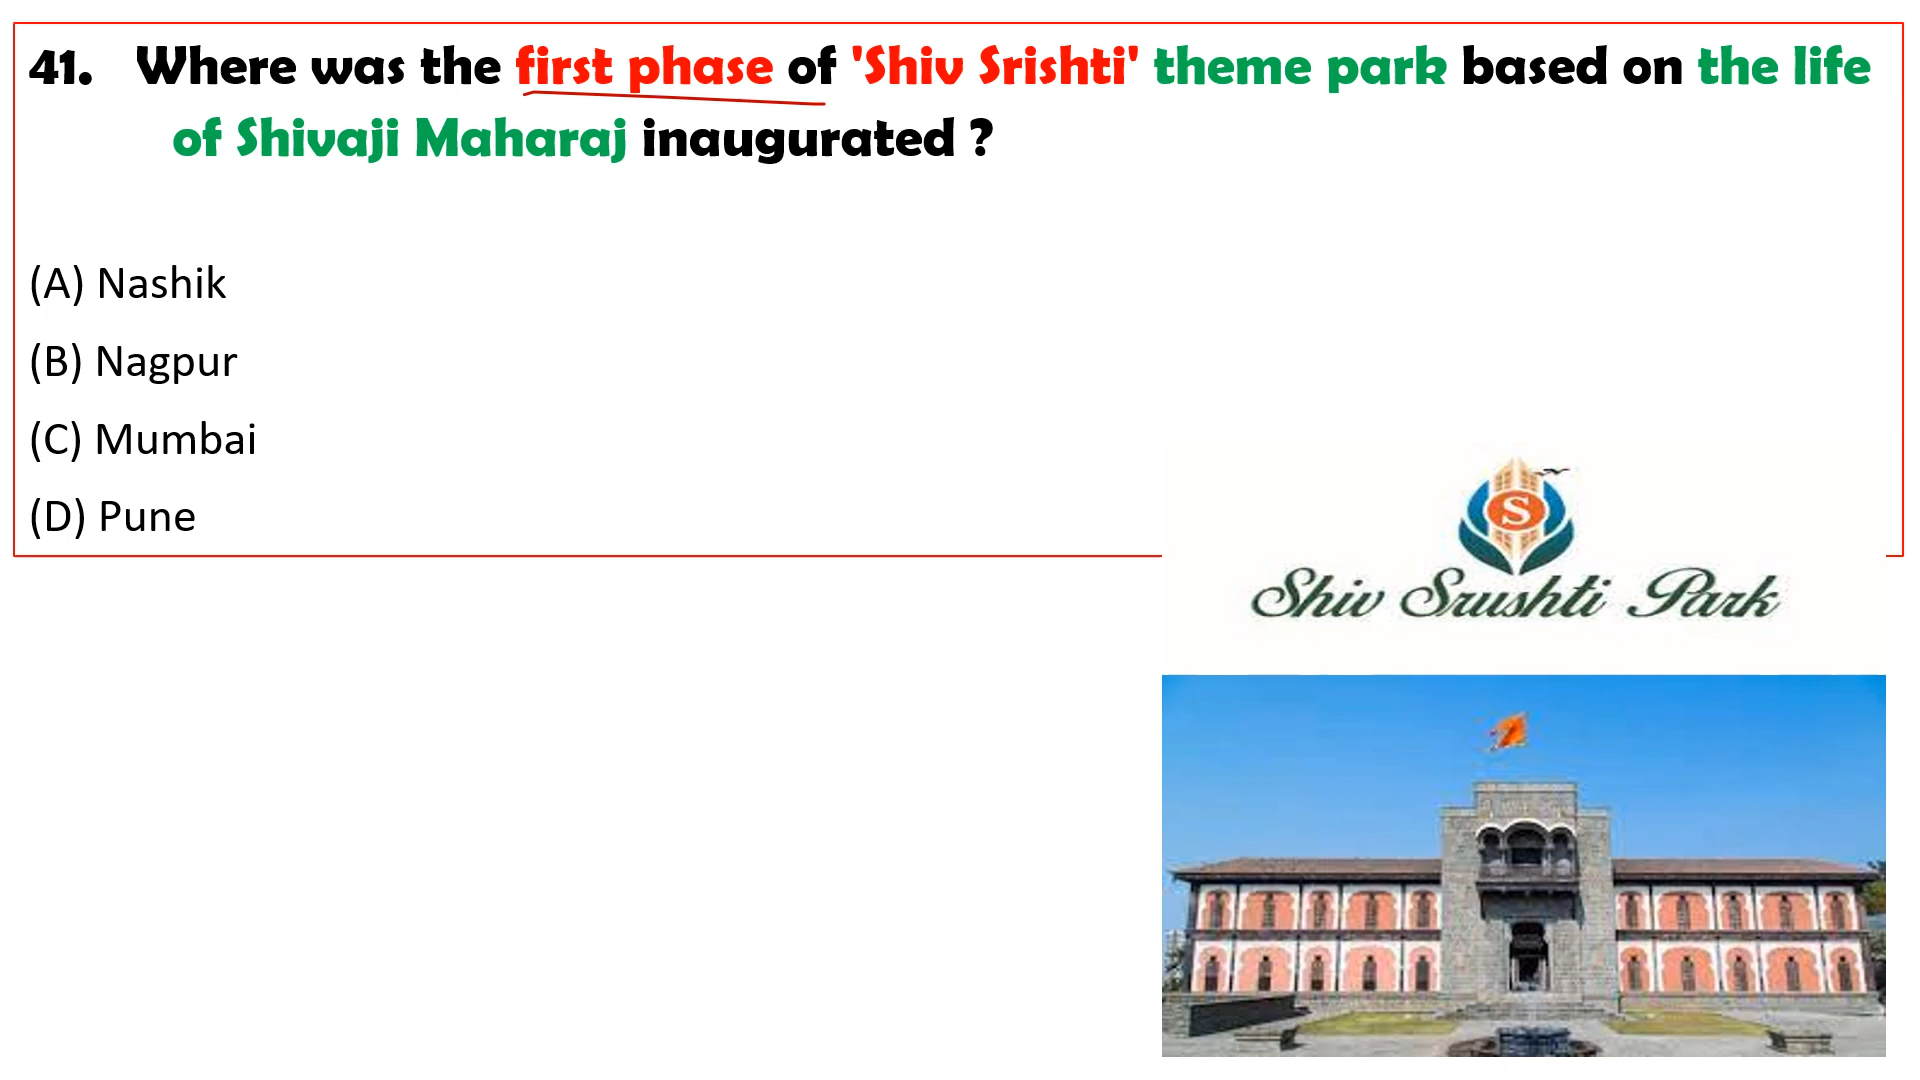 41. Where was the first phase of 'Shiv Srishti' theme park based on the life
of Shivaji Maharaj inaugurated ?
(A) Nashik
(B) Nagpur
(C) Mumbai
(D) Pune
S
Shiv Srushti Park